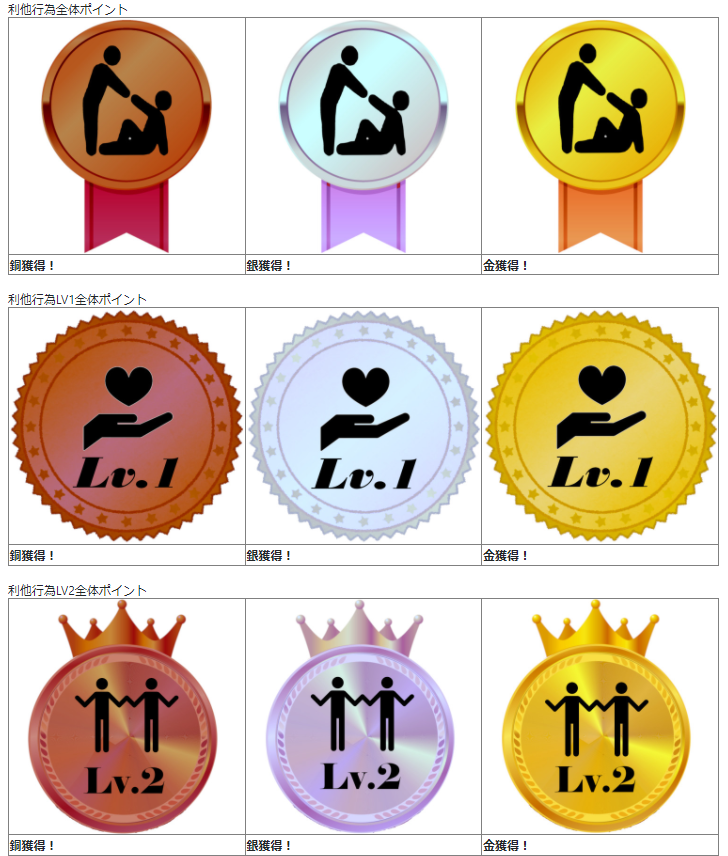 利他行為全体ポイント
銅獲得！ 銀獲得！ 金獲得！
利他行為LV1全体ポイント
Lv.1 Lv.1 Lv.1
銅獲得！ 銀獲得！ 金獲得！
利他行為LV2全体ポイント
Lv.2 Lv.2 Lv.2
銅獲得！ 銀獲得！ 金獲得！